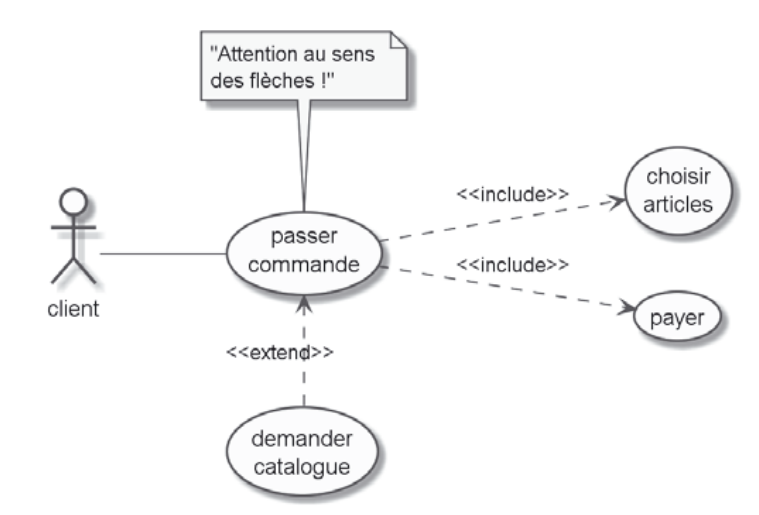 "Attention au sens
des flèches !"
choisir
articles
<<include>>
passer
commande
<<include>>
client
payer
<<extend>>
demander
catalogue